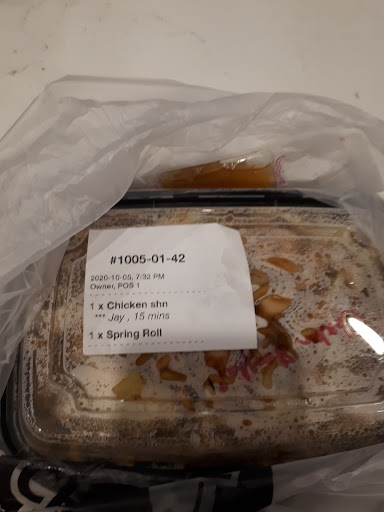 #1005-01-42
2020-10-05, 7:32 PM
Owner, POS 1
1 x Chicken shn
*** Jay , 15 mins
1 x Spring Roll